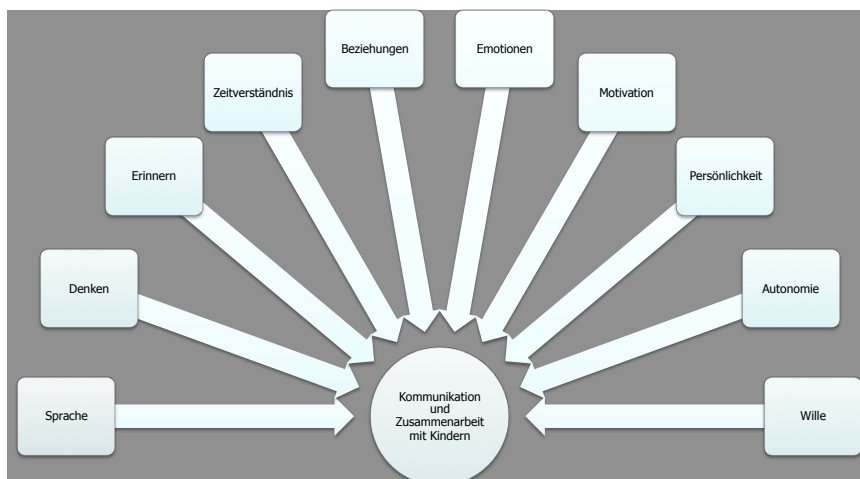 Beziehungen
Emotionen
Zeitverständnis
Motivation
Erinnern
Persönlichkeit
Denken
Autonomie
Sprache
Kommunikation
und
Zusammenarbeit
mit Kindern
Wille